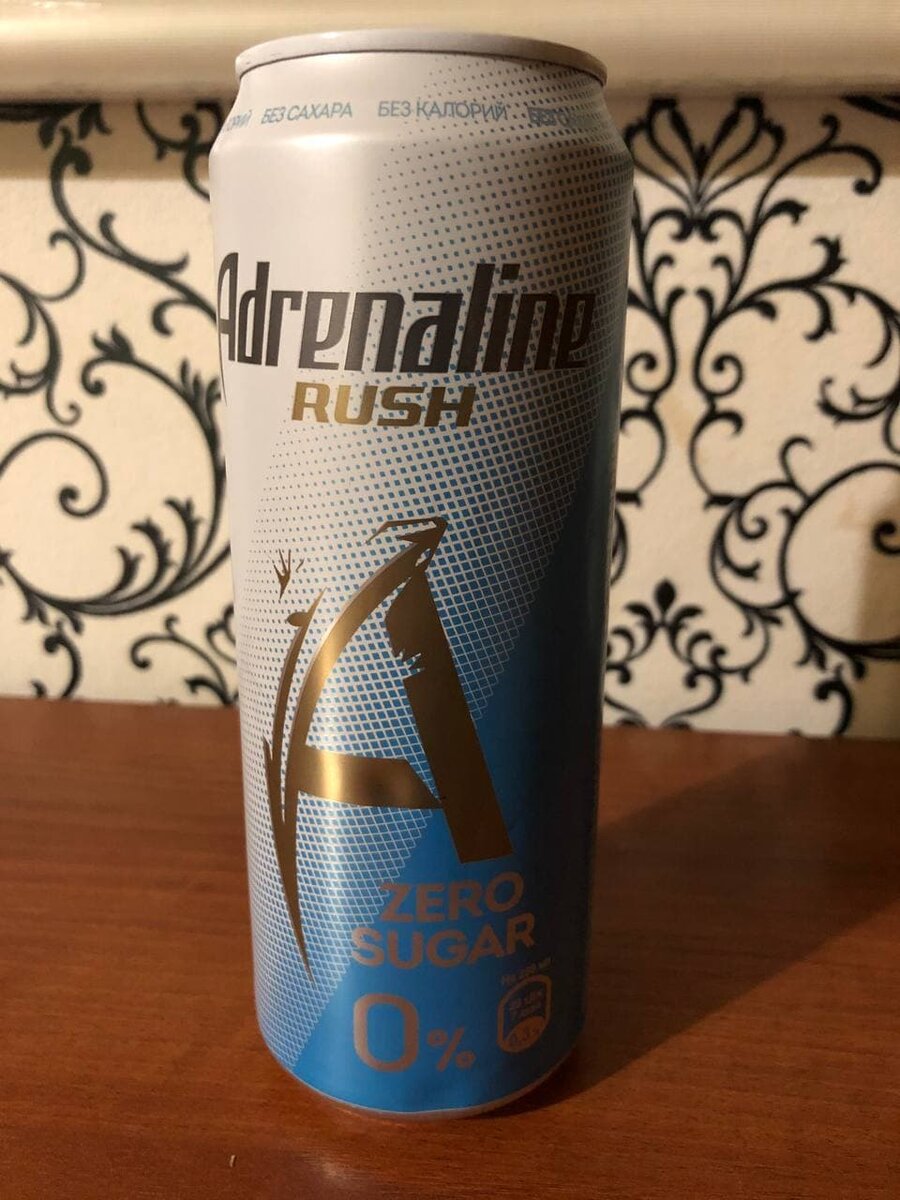 БЕЗ САХАРА БЕЗ КАЛОРИЙ
Adrenaline
RUSH
ZERO
SUGAR
0%